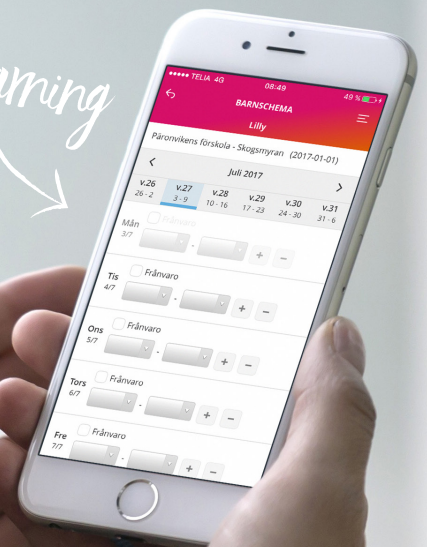 TELIA 4G 08:49 49 %
BARNSCHEMA
Lilly
Päronvikens förskola - Skogsmyran (2017-01-01)
Juli 2017
v.26 v.27 v.28 v.29 v.30 v.31
26 - 2 3 - 9 10 - 16 17 - 23 24 - 30 31 - 6
Mån Frånvaro
3/7 - + -
Tis Frånvaro
4/7 - + -
Ons Frånvaro
5/7 - + -
Tors Frånvaro
6/7 - + -
Fre Frånvaro
7/7 - + -